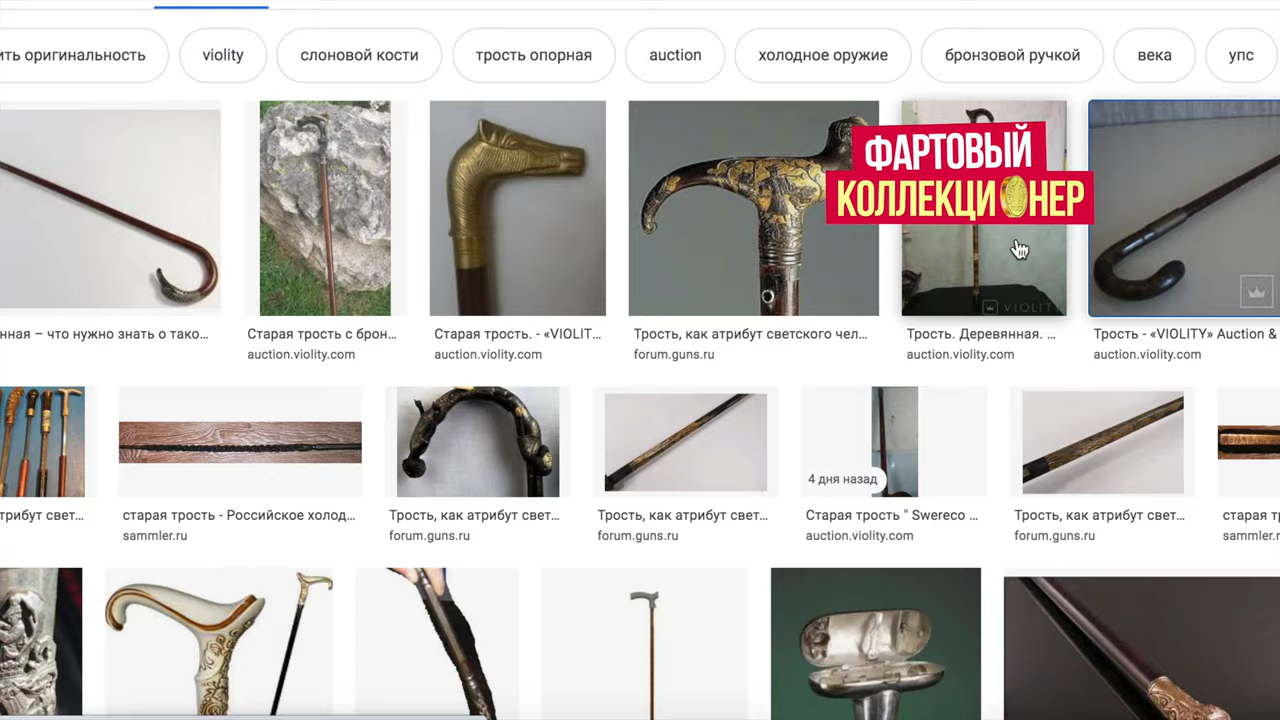 ить оригинальность
violity
слоновой кости
трость опорная
auction
холодное оружие
бронзовой ручкой
века
упс
ФАРТОВЫЙ
КОЛЛЕКЦИОНЕР
VIOLIT
нная – что нужно знать о тако...
Старая трость с брон...
auction.violity.com
Старая трость. - «VIOLIT...
auction.violity.com
Трость, как атрибут светского чел...
forum.guns.ru
Трость. Деревянная. ...
auction.violity.com
Трость - «VIOLITY» Auction &
auction.violity.com
4 дня назад
трибут свет...
старая трость - Российское холод...
sammler.ru
Трость, как атрибут свет...
forum.guns.ru
Трость, как атрибут свет...
forum.guns.ru
Старая трость " Swereco ...
auction.violity.com
Трость, как атрибут свет...
forum.guns.ru
старая т
sammler.r